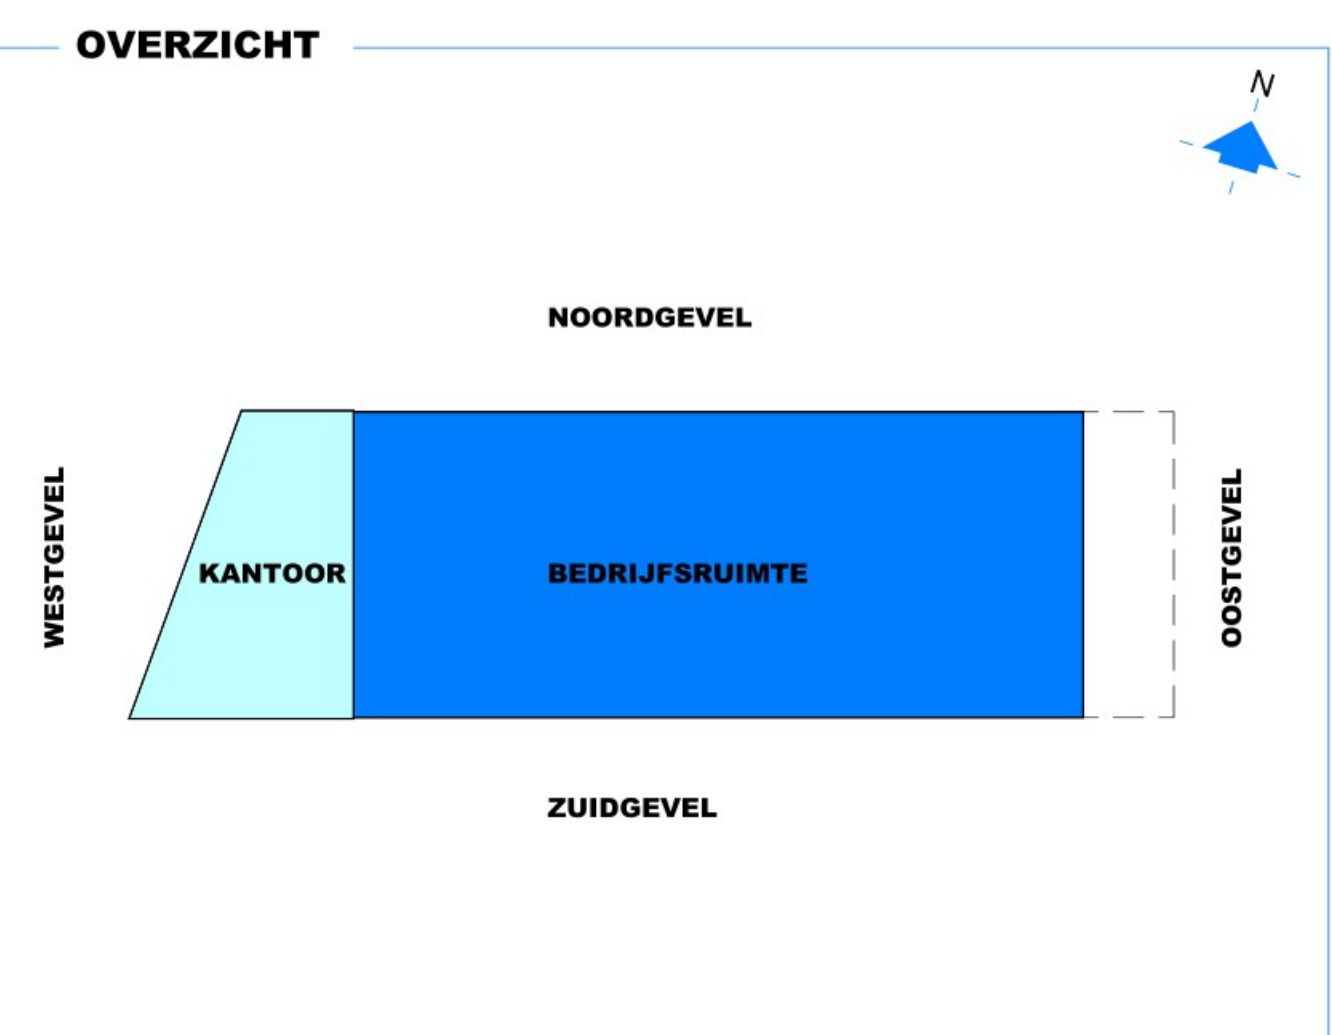 OVERZICHT
N
NOORDGEVEL
WESTGEVEL
KANTOOR
BEDRIJFSRUIMTE
OOSTGEVEL
ZUIDGEVEL